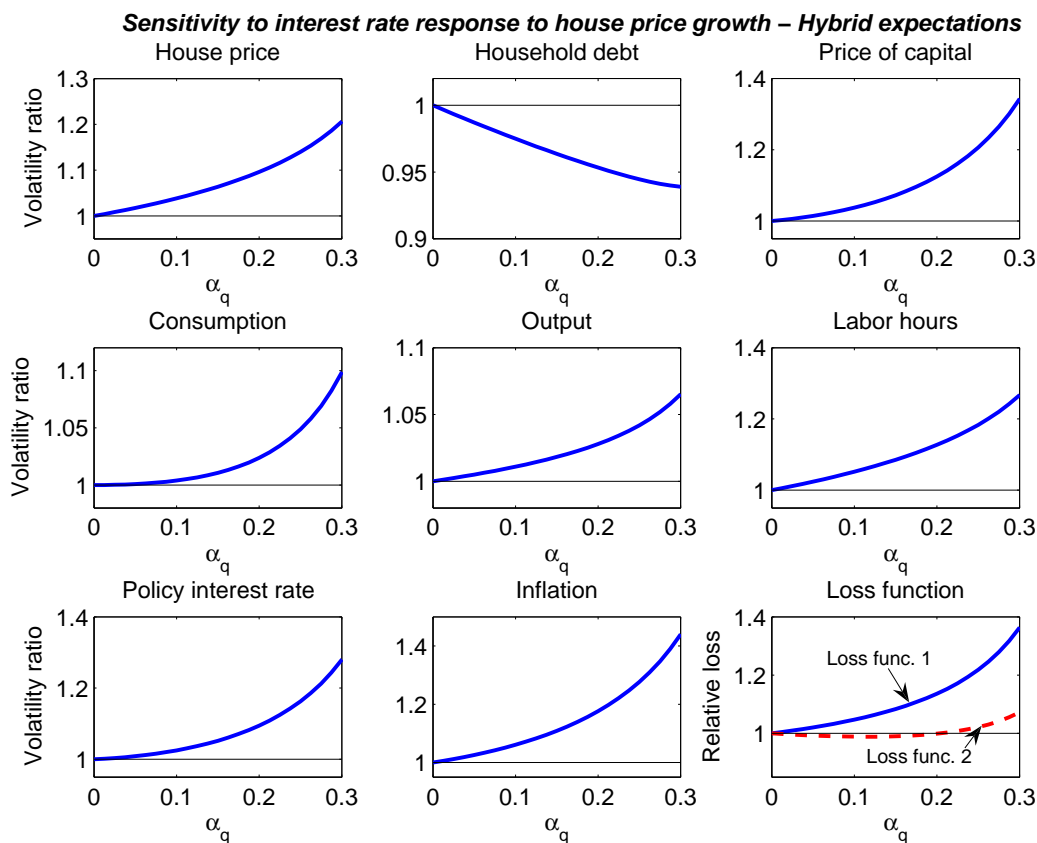 Sensitivity to interest rate response to house price growth – Hybrid expectations
House price
Household debt
Price of capital
Volatility ratio
1.3
1.2
1.1
1
0
0.1
0.2
0.3
α_q
1
0.95
0.9
0
0.1
0.2
0.3
α_q
1.4
1.2
1
0
0.1
0.2
0.3
α_q
Consumption
Output
Labor hours
Volatility ratio
1.1
1.05
1
0
0.1
0.2
0.3
α_q
1.1
1.05
1
0
0.1
0.2
0.3
α_q
1.4
1.2
1
0
0.1
0.2
0.3
α_q
Policy interest rate
Inflation
Loss function
Volatility ratio
1.4
1.2
1
0
0.1
0.2
0.3
α_q
1.4
1.2
1
0
0.1
0.2
0.3
α_q
Relative loss
1.4
1.2
1
Loss func. 1
Loss func. 2
0
0.1
0.2
0.3
α_q